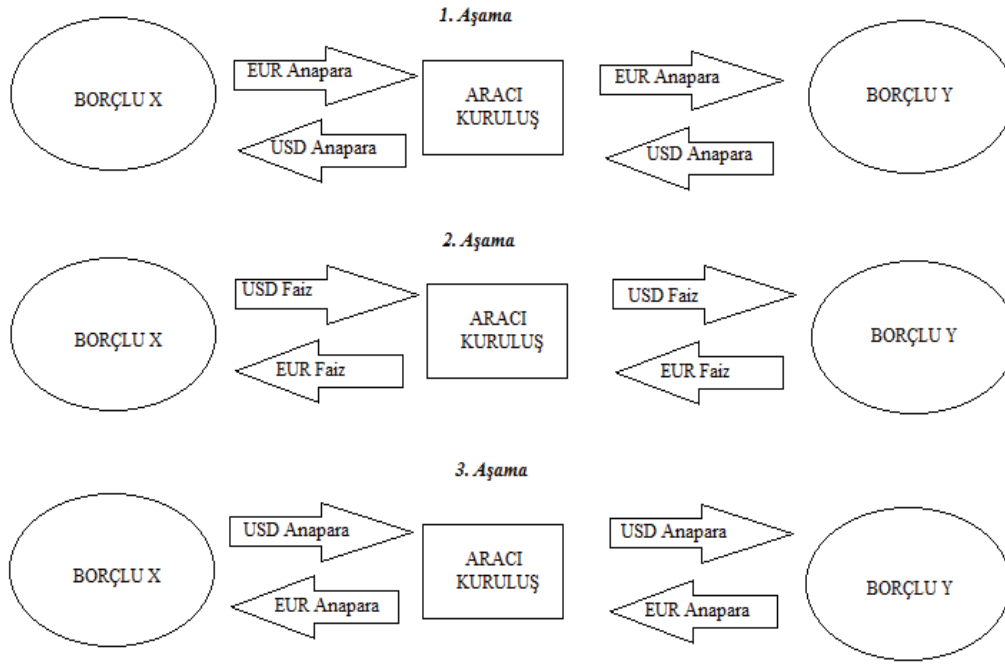 1. Aşama
EUR Anapara
EUR Anapara
BORÇLU X
ARACI
KURULUŞ
BORÇLU Y
USD Anapara
USD Anapara
2. Aşama
USD Faiz
USD Faiz
BORÇLU X
ARACI
KURULUŞ
BORÇLU Y
EUR Faiz
EUR Faiz
3. Aşama
USD Anapara
USD Anapara
BORÇLU X
ARACI
KURULUŞ
BORÇLU Y
EUR Anapara
EUR Anapara